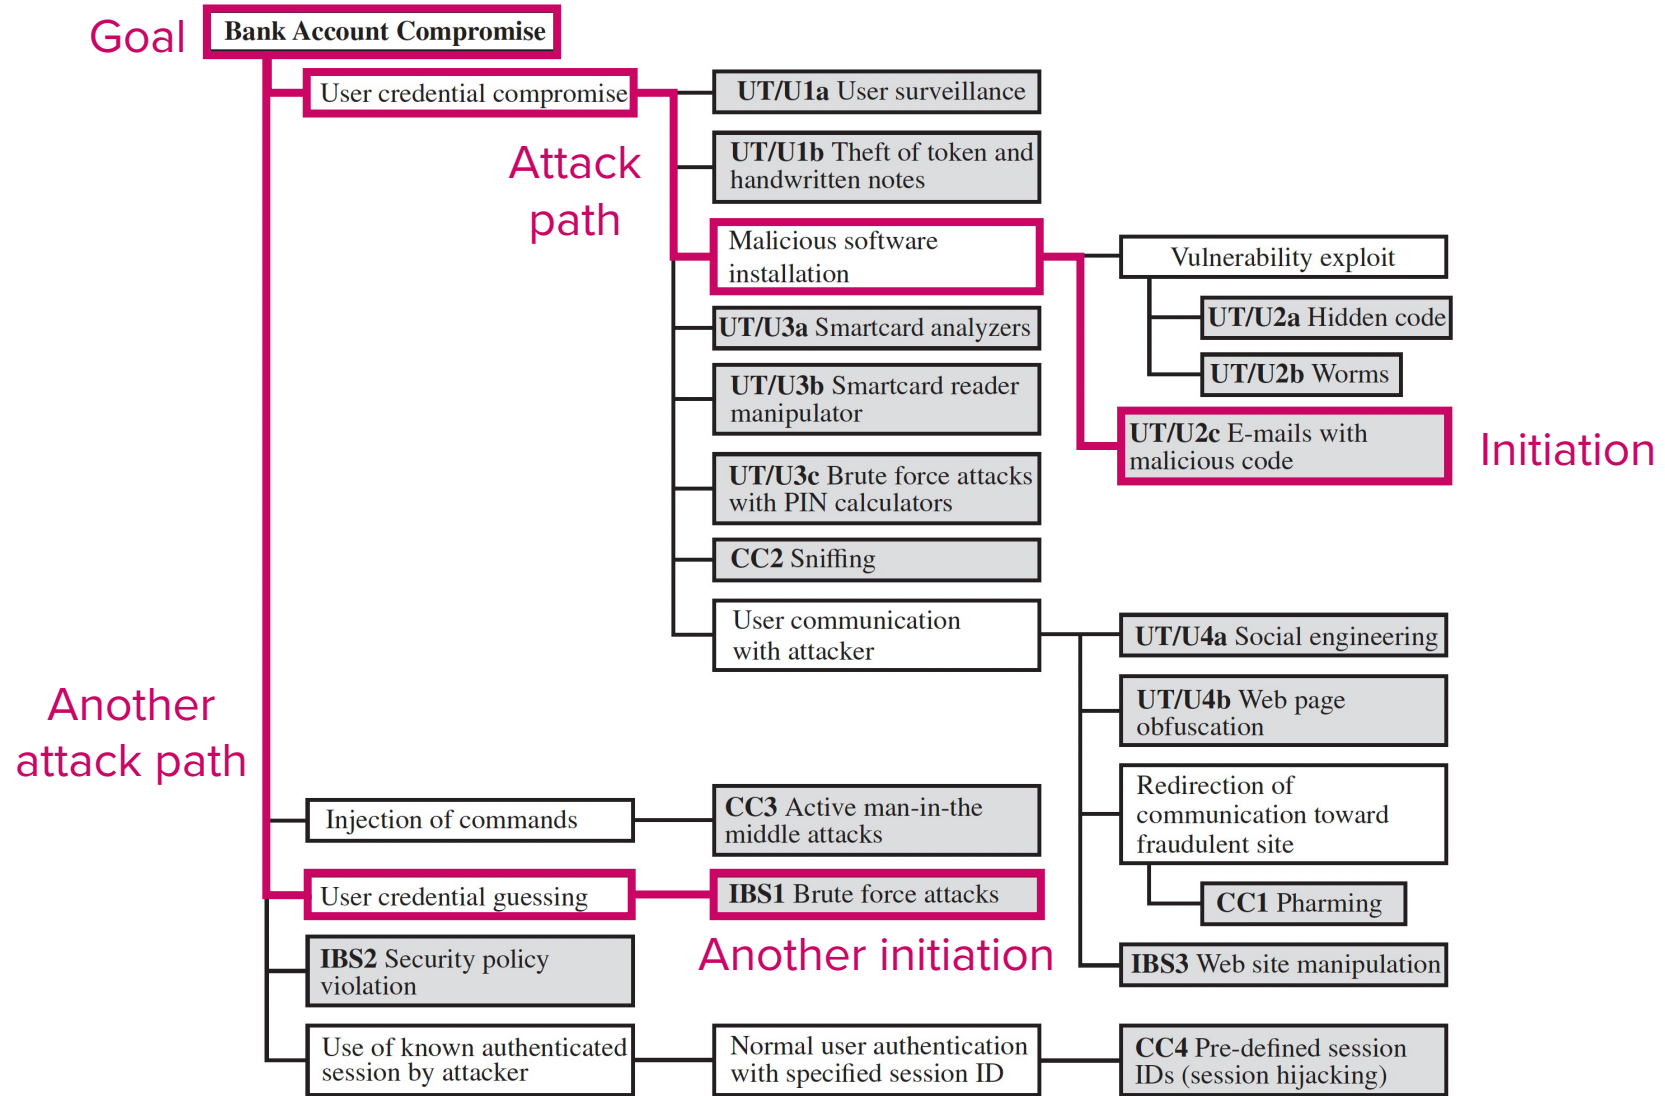 Goal
Bank Account Compromise
User credential compromise
UT/U1a User surveillance
Attack
path
UT/U1b Theft of token and
handwritten notes
Malicious software
installation
Vulnerability exploit
UT/U2a Hidden code
UT/U2b Worms
UT/U3a Smartcard analyzers
UT/U3b Smartcard reader
manipulator
UT/U2c E-mails with
malicious code
Initiation
UT/U3c Brute force attacks
with PIN calculators
CC2 Sniffing
User communication
with attacker
UT/U4a Social engineering
UT/U4b Web page
obfuscation
Another
attack path
Redirection of
communication toward
fraudulent site
CC1 Pharming
Injection of commands
CC3 Active man-in-the
middle attacks
User credential guessing
IBS1 Brute force attacks
Another initiation
IBS3 Web site manipulation
IBS2 Security policy
violation
Use of known authenticated
session by attacker
Normal user authentication
with specified session ID
CC4 Pre-defined session
IDs (session hijacking)